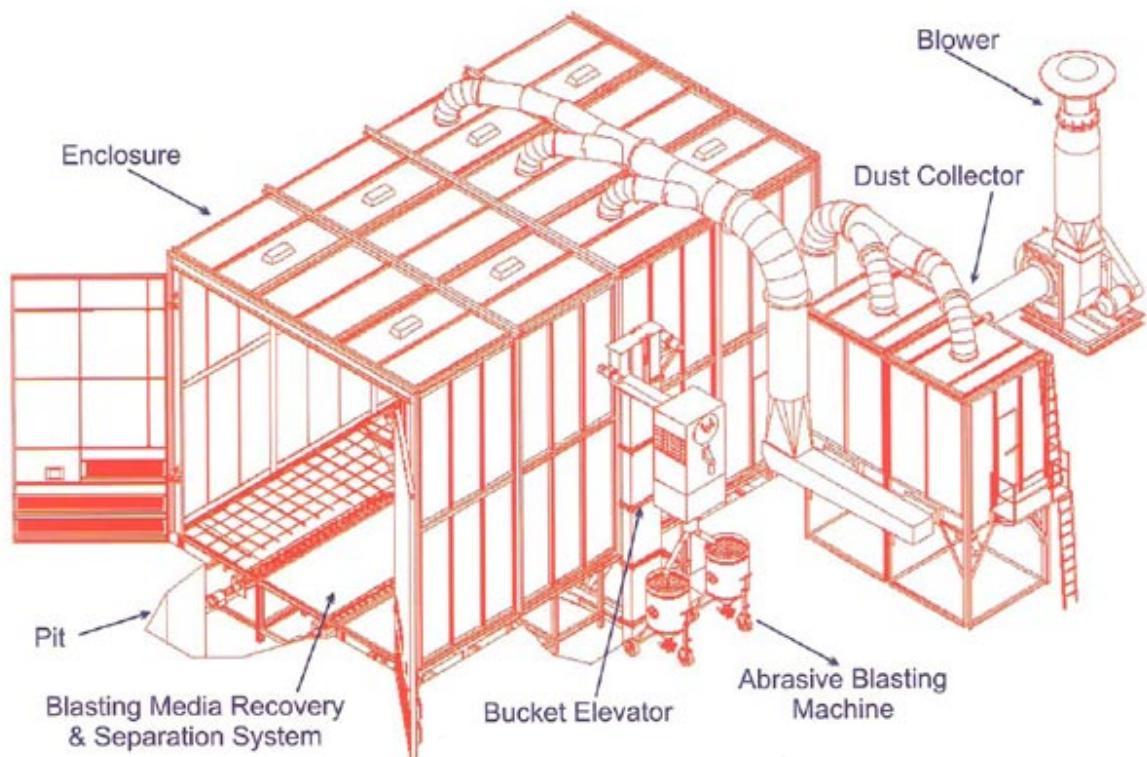 Blower
Enclosure
Dust Collector
Pit
Blasting Media Recovery
& Separation System
Bucket Elevator
Abrasive Blasting
Machine